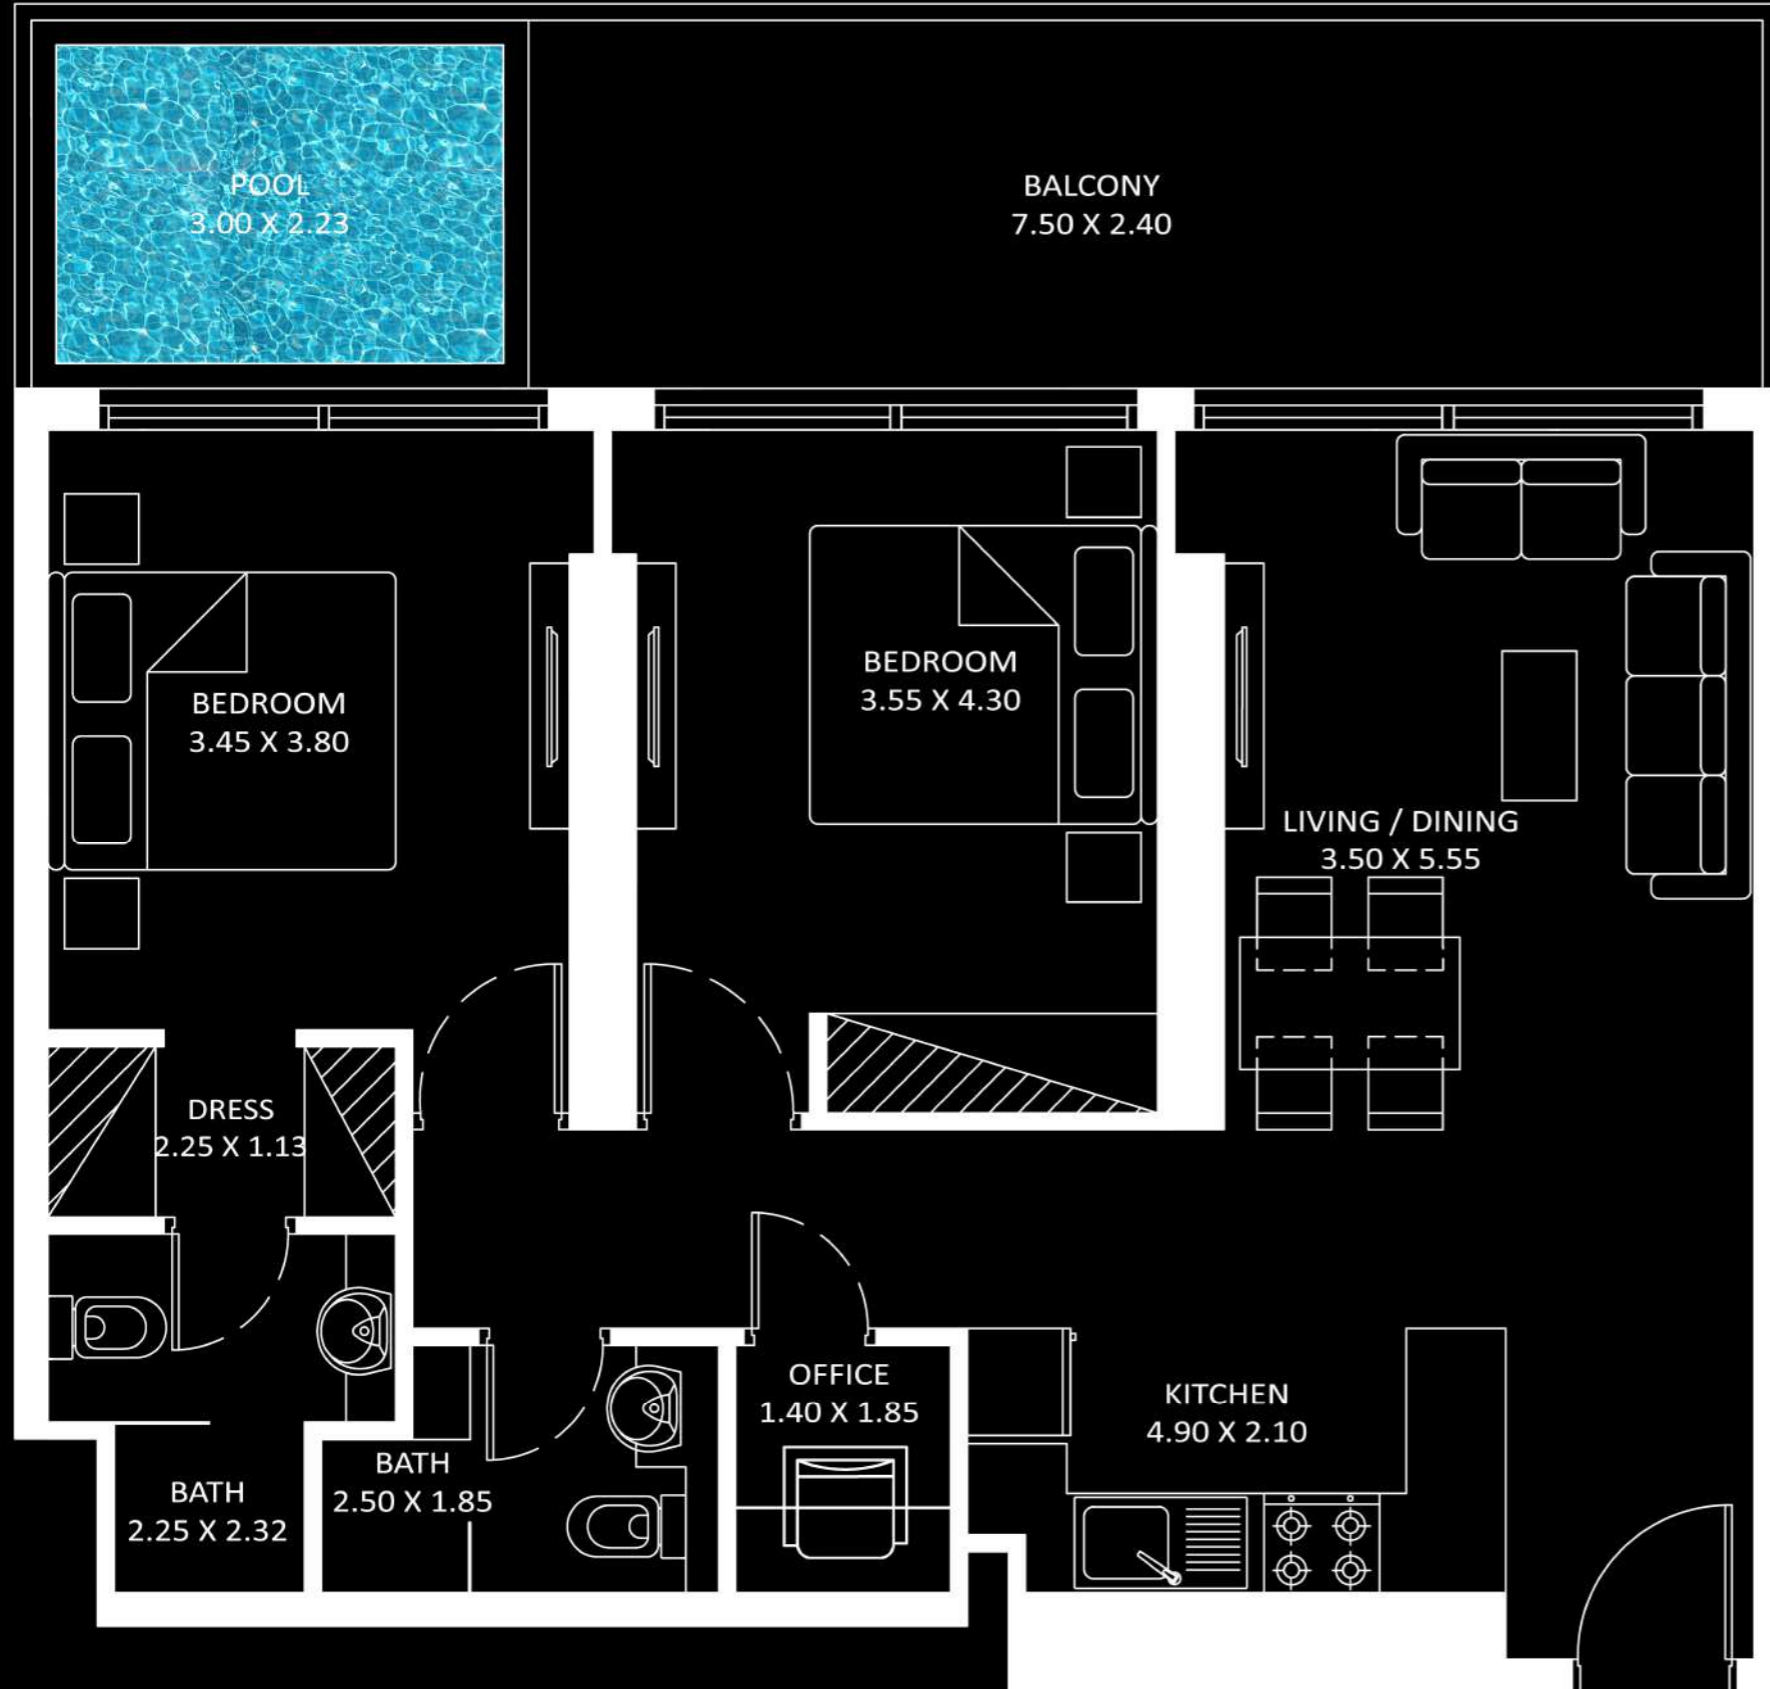 POOL
3.00 X 2.23
BALCONY
7.50 X 2.40
BEDROOM
3.45 X 3.80
BEDROOM
3.55 X 4.30
LIVING / DINING
3.50 X 5.55
DRESS
2.25 X 1.13
BATH
2.25 X 2.32
BATH
2.50 X 1.85
OFFICE
1.40 X 1.85
KITCHEN
4.90 X 2.10